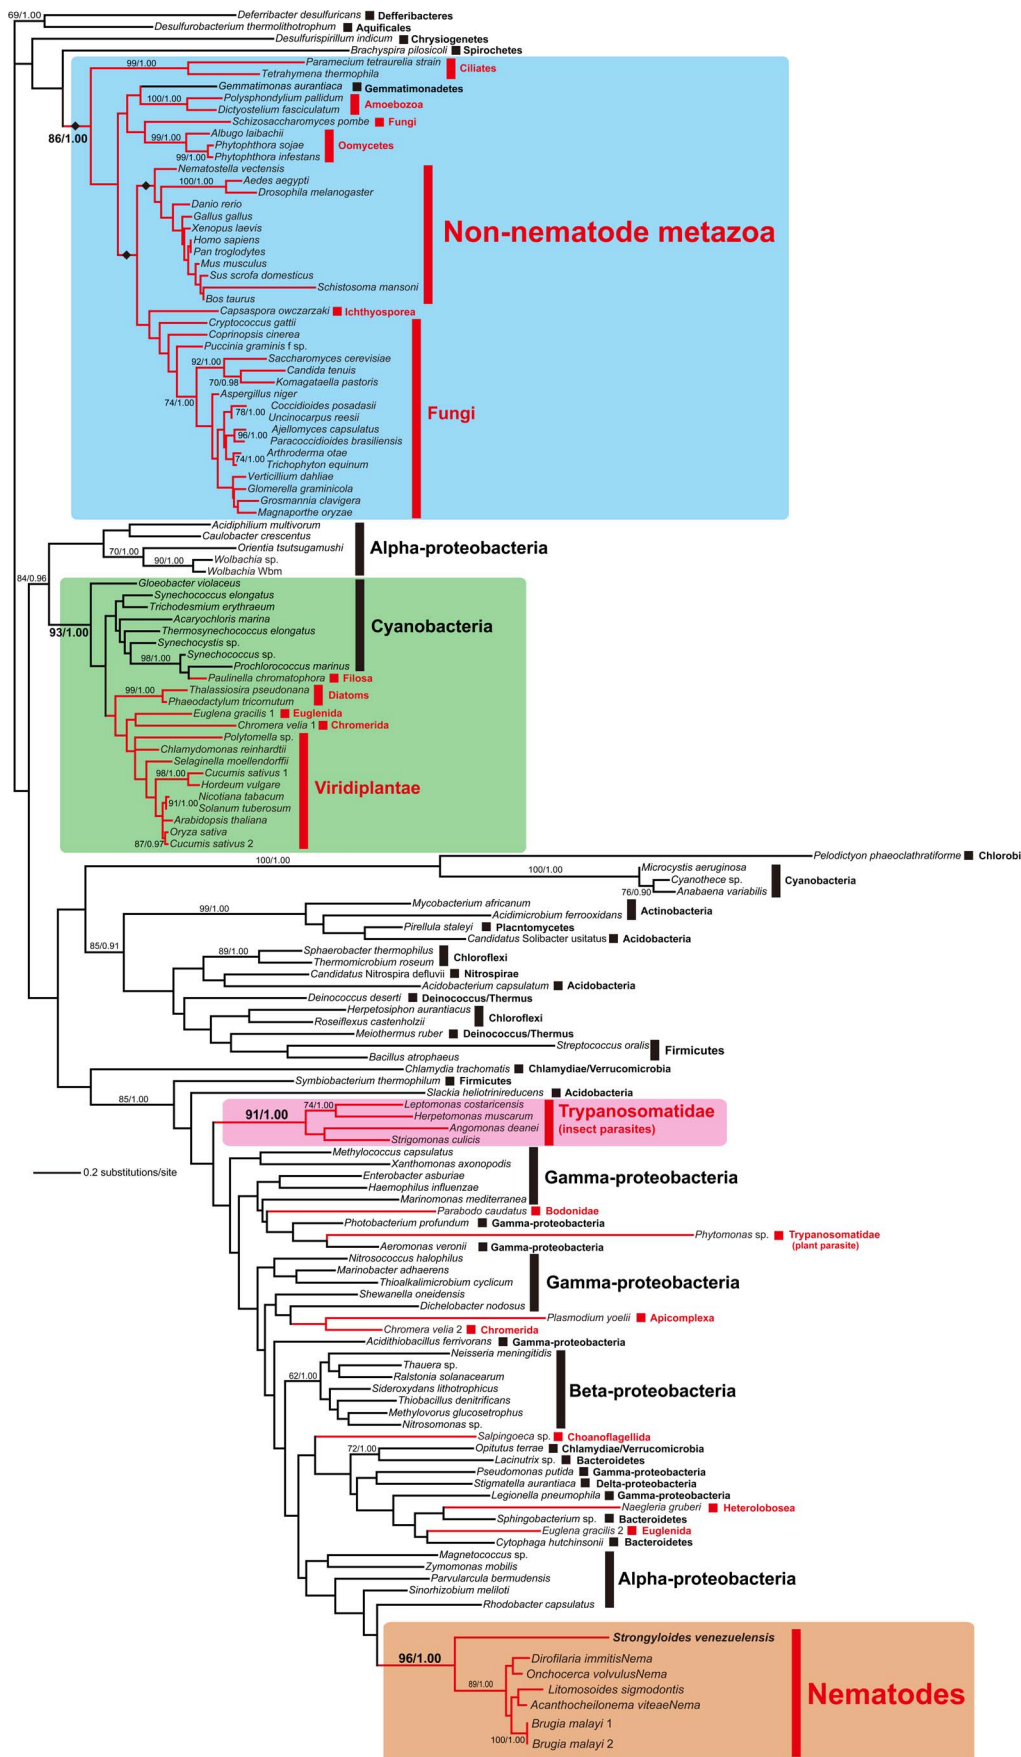 69/1.00
Deferribacter desulfuricans Defferibacteres
Desulfurobacterium thermolithotrophum Aquificales
Desulfurispirillum indicum Chrysiogenetes
Brachyspira pilosicoli Spirochetes
99/1.00 Paramecium tetraurelia strain
Ciliates
Tetrahymena thermophila
Gemmatimonas aurantiaca Gemmatimonadetes
100/1.00 Polysphondylium pallidum
Amoebozoa
Dictyostelium fasciculatum
Schizosaccharomyces pombe Fungi
86/1.00
Albugo laibachii
99/1.00 Phytophthora sojae Oomycetes
99/1.00 Phytophthora infestans
Nematostella vectensis
100/1.00 Aedes aegypti
Drosophila melanogaster
Danio rerio
Gallus gallus
Xenopus laevis
Non-nematode metazoa
Homo sapiens
Pan troglodytes
Mus musculus
Sus scrofa domesticus
Schistosoma mansoni
Bos taurus
Capsaspora owczarzaki Ichthyosporea
Cryptococcus gattii
Coprinopsis cinerea
Puccinia graminis f sp.
92/1.00 Saccharomyces cerevisiae
Candida tenuis
70/0.98 Komagataella pastoris
74/1.00
Aspergillus niger
Coccidioides posadasii
78/1.00
Fungi
Uncinocarpus reesii
Ajellomyces capsulatus
96/1.00
Paracoccidioides brasiliensis
Arthroderma otae
74/1.00
Trichophyton equinum
Verticillium dahliae
Glomerella graminicola
Grosmannia clavigera
Magnaporthe oryzae
Acidiphilium multivorum
Caulobacter crescentus
70/1.00 Orientia tsutsugamushi
Alpha-proteobacteria
90/1.00 Wolbachia sp.
Wolbachia Wbm
84/0.96
Gloeobacter violaceus
Synechococcus elongatus
Trichodesmium erythraeum
Acaryochloris marina
93/1.00
Thermosynechococcus elongatus
Cyanobacteria
Synechocystis sp.
98/1.00 Synechococcus sp.
Prochlorococcus marinus
Paulinella chromatophora Filosa
99/1.00 Thalassiosira pseudonana
Diatoms
Phaeodactylum tricornutum
Euglena gracilis 1 Euglenida
Chromera velia 1 Chromerida
Polytomella sp.
Chlamydomonas reinhardtii
Selaginella moellendorffii
98/1.00 Cucumis sativus 1
Hordeum vulgare
Viridiplantae
Nicotiana tabacum
91/1.00
Solanum tuberosum
Arabidopsis thaliana
Oryza sativa
87/0.97 Cucumis sativus 2
100/1.00 Pelodictyon phaeoclathratiforme Chlorobi
100/1.00 Microcystis aeruginosa
Cyanothece sp. Cyanobacteria
76/0.90 Anabaena variabilis
99/1.00 Mycobacterium africanum
Acidimicrobium ferrooxidans Actinobacteria
Pirellula staleyi Placntomycetes
Candidatus Solibacter usitatus Acidobacteria
85/0.91
89/1.00 Sphaerobacter thermophilus
Chloroflexi
Thermomicrobium roseum
Candidatus Nitrospira defluvii Nitrospirae
Acidobacterium capsulatum Acidobacteria
Deinococcus deserti Deinococcus/Thermus
Herpetosiphon aurantiacus
Chloroflexi
Roseiflexus castenholzii
Meiothermus ruber Deinococcus/Thermus
Streptococcus oralis
Firmicutes
Bacillus atrophaeus
Chlamydia trachomatis Chlamydiae/Verrucomicrobia
Symbiobacterium thermophilum Firmicutes
85/1.00
Slackia heliotrinireducens Acidobacteria
74/1.00 Leptomonas costaricensis
91/1.00 Herpetomonas muscarum Trypanosomatidae
Angomonas deanei (insect parasites)
Strigomonas culicis
Methylococcus capsulatus
Xanthomonas axonopodis
0.2 substitutions/site
Enterobacter asburiae
Gamma-proteobacteria
Haemophilus influenzae
Marinomonas mediterranea
Parabodo caudatus Bodonidae
Photobacterium profundum Gamma-proteobacteria
Phytomonas sp. Trypanosomatidae
(plant parasite)
Aeromonas veronii Gamma-proteobacteria
Nitrosococcus halophilus
Marinobacter adhaerens
Thioalkalimicrobium cyclicum
Gamma-proteobacteria
Shewanella oneidensis
Dichelobacter nodosus
Plasmodium yoelii Apicomplexa
Chromera velia 2 Chromerida
Acidithiobacillus ferrivorans Gamma-proteobacteria
Neisseria meningitidis
Thauera sp.
62/1.00 Ralstonia solanacearum
Sideroxydans lithotrophicus
Beta-proteobacteria
Thiobacillus denitrificans
Methylovorus glucosetrophus
Nitrosomonas sp.
Salpingoeca sp. Choanoflagellida
72/1.00 Opitutus terrae Chlamydiae/Verrucomicrobia
Lacinutrix sp. Bacteroidetes
Pseudomonas putida Gamma-proteobacteria
Stigmatella aurantiaca Delta-proteobacteria
Legionella pneumophila Gamma-proteobacteria
Naegleria gruberi Heterolobosea
Sphingobacterium sp. Bacteroidetes
Euglena gracilis 2 Euglenida
Cytophaga hutchinsonii Bacteroidetes
Magnetococcus sp.
Zymomonas mobilis
Parvularcula bermudensis
Alpha-proteobacteria
Sinorhizobium meliloti
Rhodobacter capsulatus
Strongyloides venezuelensis
96/1.00
Dirofilaria immitisNema
Onchocerca volvulusNema
89/1.00
Litomosoides sigmodontis
Nematodes
Acanthocheilonema viteaeNema
Brugia malayi 1
100/1.00
Brugia malayi 2